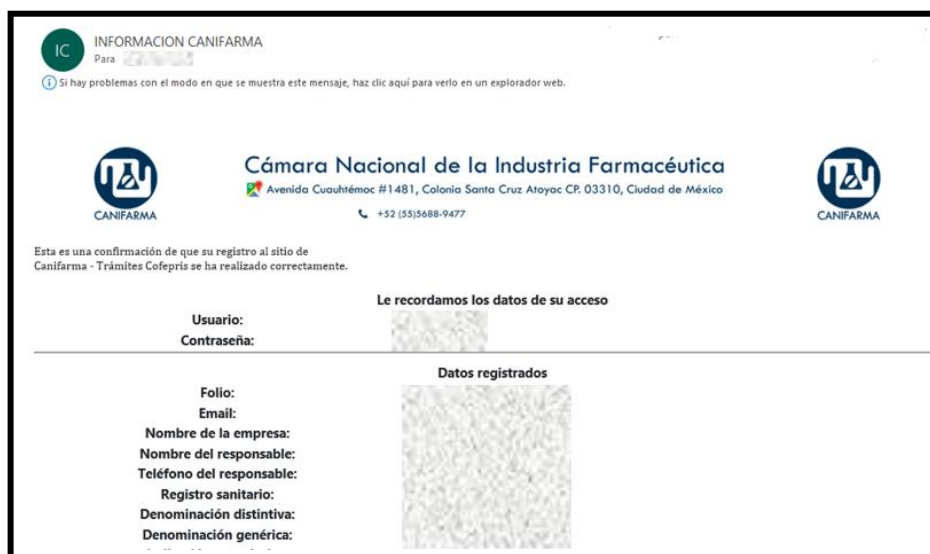 IC
INFORMACION CANIFARMA
Para
Si hay problemas con el modo en que se muestra este mensaje, haz clic aquí para verlo en un explorador web.
Cámara Nacional de la Industria Farmacéutica
Avenida Cuauhtémoc #1481, Colonia Santa Cruz Atoyac CP. 03310, Ciudad de México
+52 (55)5688-9477
CANIFARMA
CANIFARMA
Esta es una confirmación de que su registro al sitio de
Canifarma - Trámites Cofepris se ha realizado correctamente.
Le recordamos los datos de su acceso
Usuario:
Contraseña:
Datos registrados
Folio:
Email:
Nombre de la empresa:
Nombre del responsable:
Teléfono del responsable:
Registro sanitario:
Denominación distintiva:
Denominación genérica: